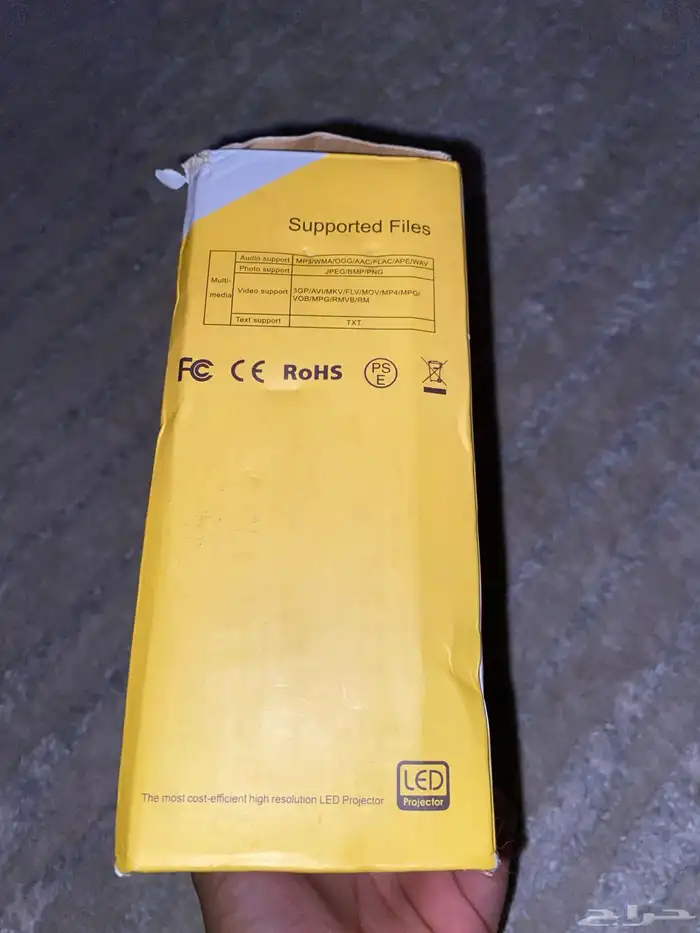 Supported Files
Multi-media
Audio support MP3/WMA/OGG/AAC/FLAC/APE/WAV
Photo support JPEG/BMP/PNG
Video support 3GP/AVI/MKV/FLV/MOV/MP4/MPG/
VOB/MPG/RMVB/RM
Text support TXT
FC CE RoHS PS E
The most cost-efficient high resolution LED Projector
LED
Projector
حراج